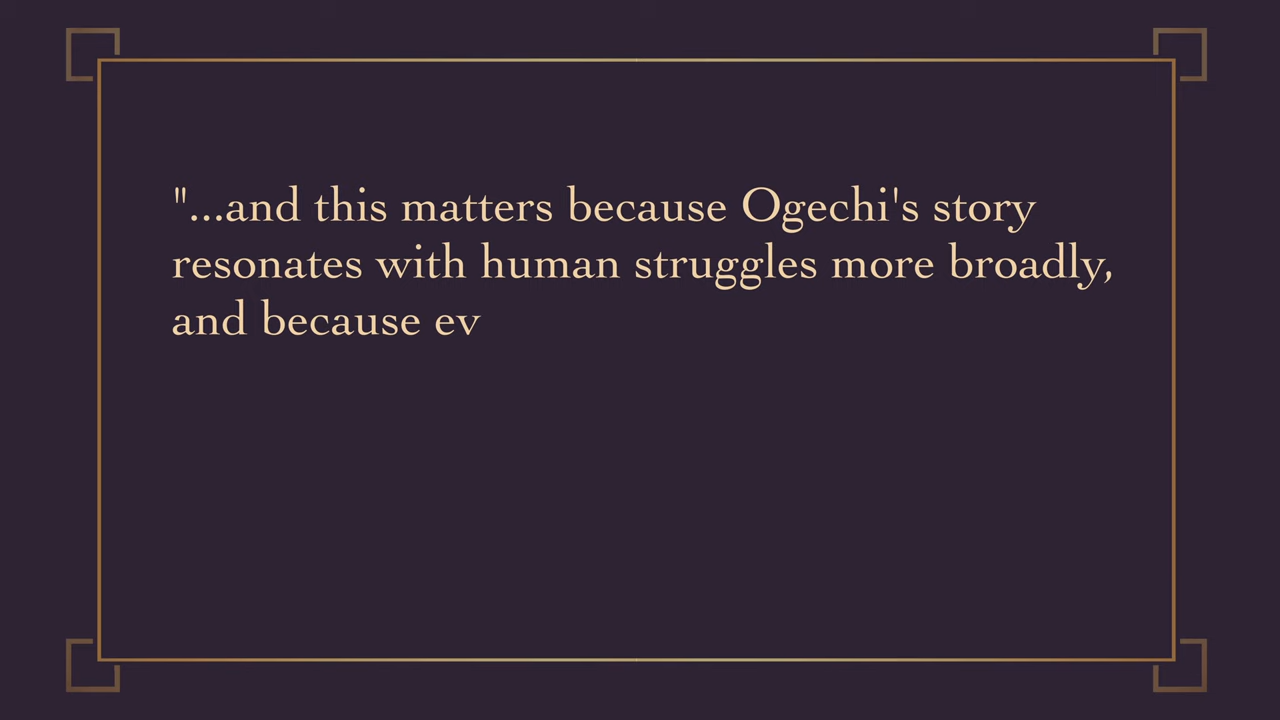 "...and this matters because Ogechi's story
resonates with human struggles more broadly,
and because ev